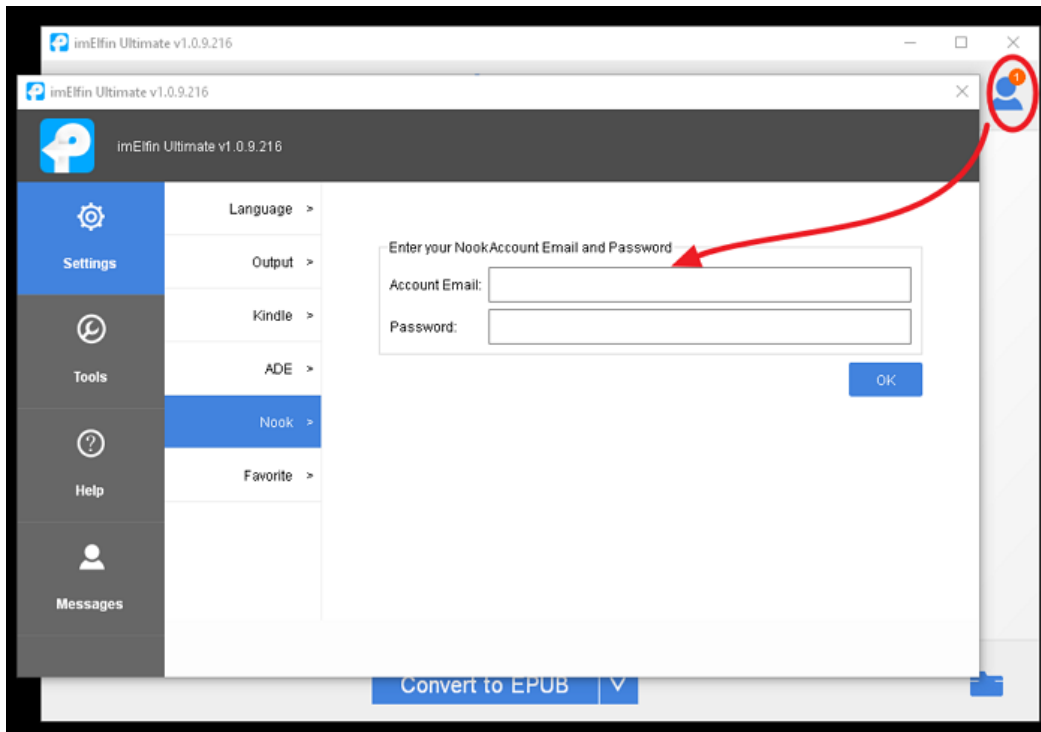 imElfin Ultimate v1.0.9.216
1
imElfin Ultimate v1.0.9.216
imElfin Ultimate v1.0.9.216
Settings
Tools
Help
Messages
Language >
Output >
Kindle >
ADE >
Nook >
Favorite >
Enter your NookAccount Email and Password
Account Email:
Password:
OK
Convert to EPUB